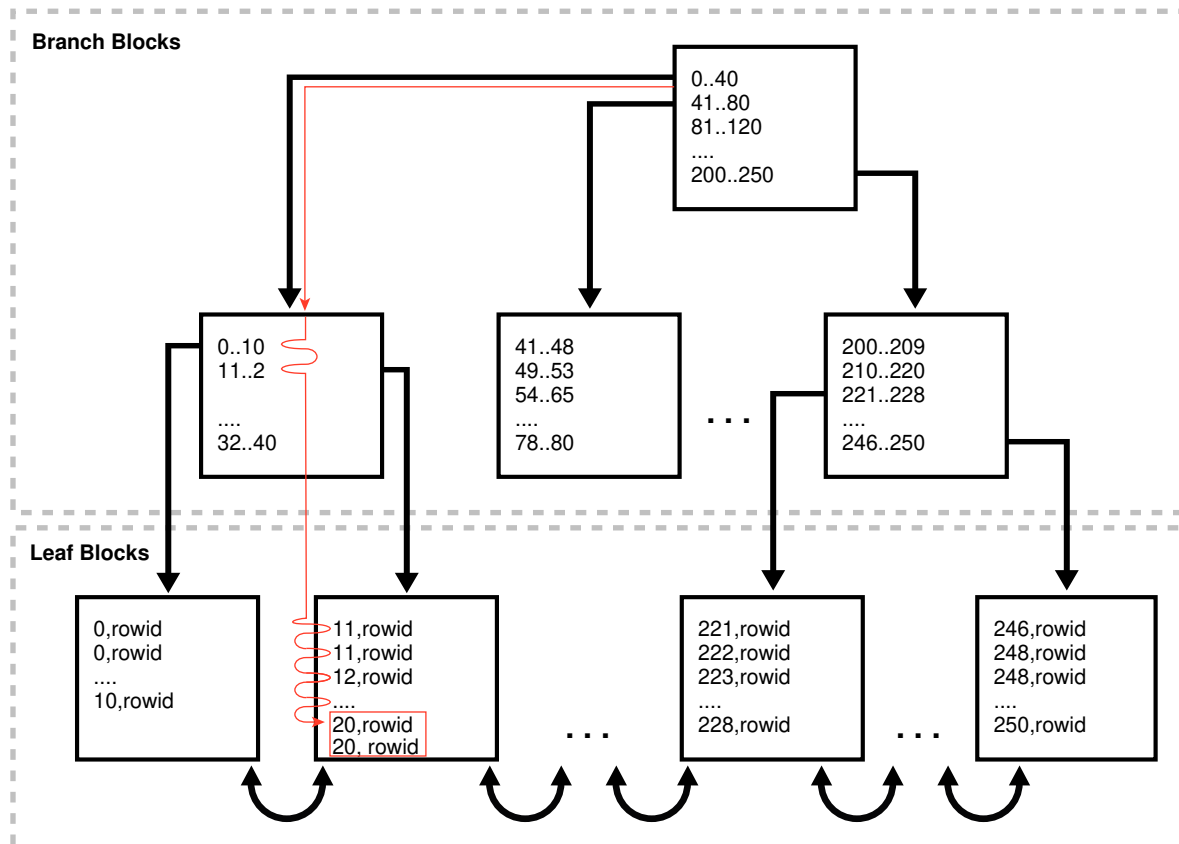 Branch Blocks
0..40
41..80
81..120
....
200..250
0..10
11..2
....
32..40
41..48
49..53
54..65
....
78..80
. . .
200..209
210..220
221..228
....
246..250
Leaf Blocks
0,rowid
0,rowid
....
10,rowid
11,rowid
11,rowid
12,rowid
....
20,rowid
20, rowid
. . .
221,rowid
222,rowid
223,rowid
....
228,rowid
. . .
246,rowid
248,rowid
248,rowid
....
250,rowid